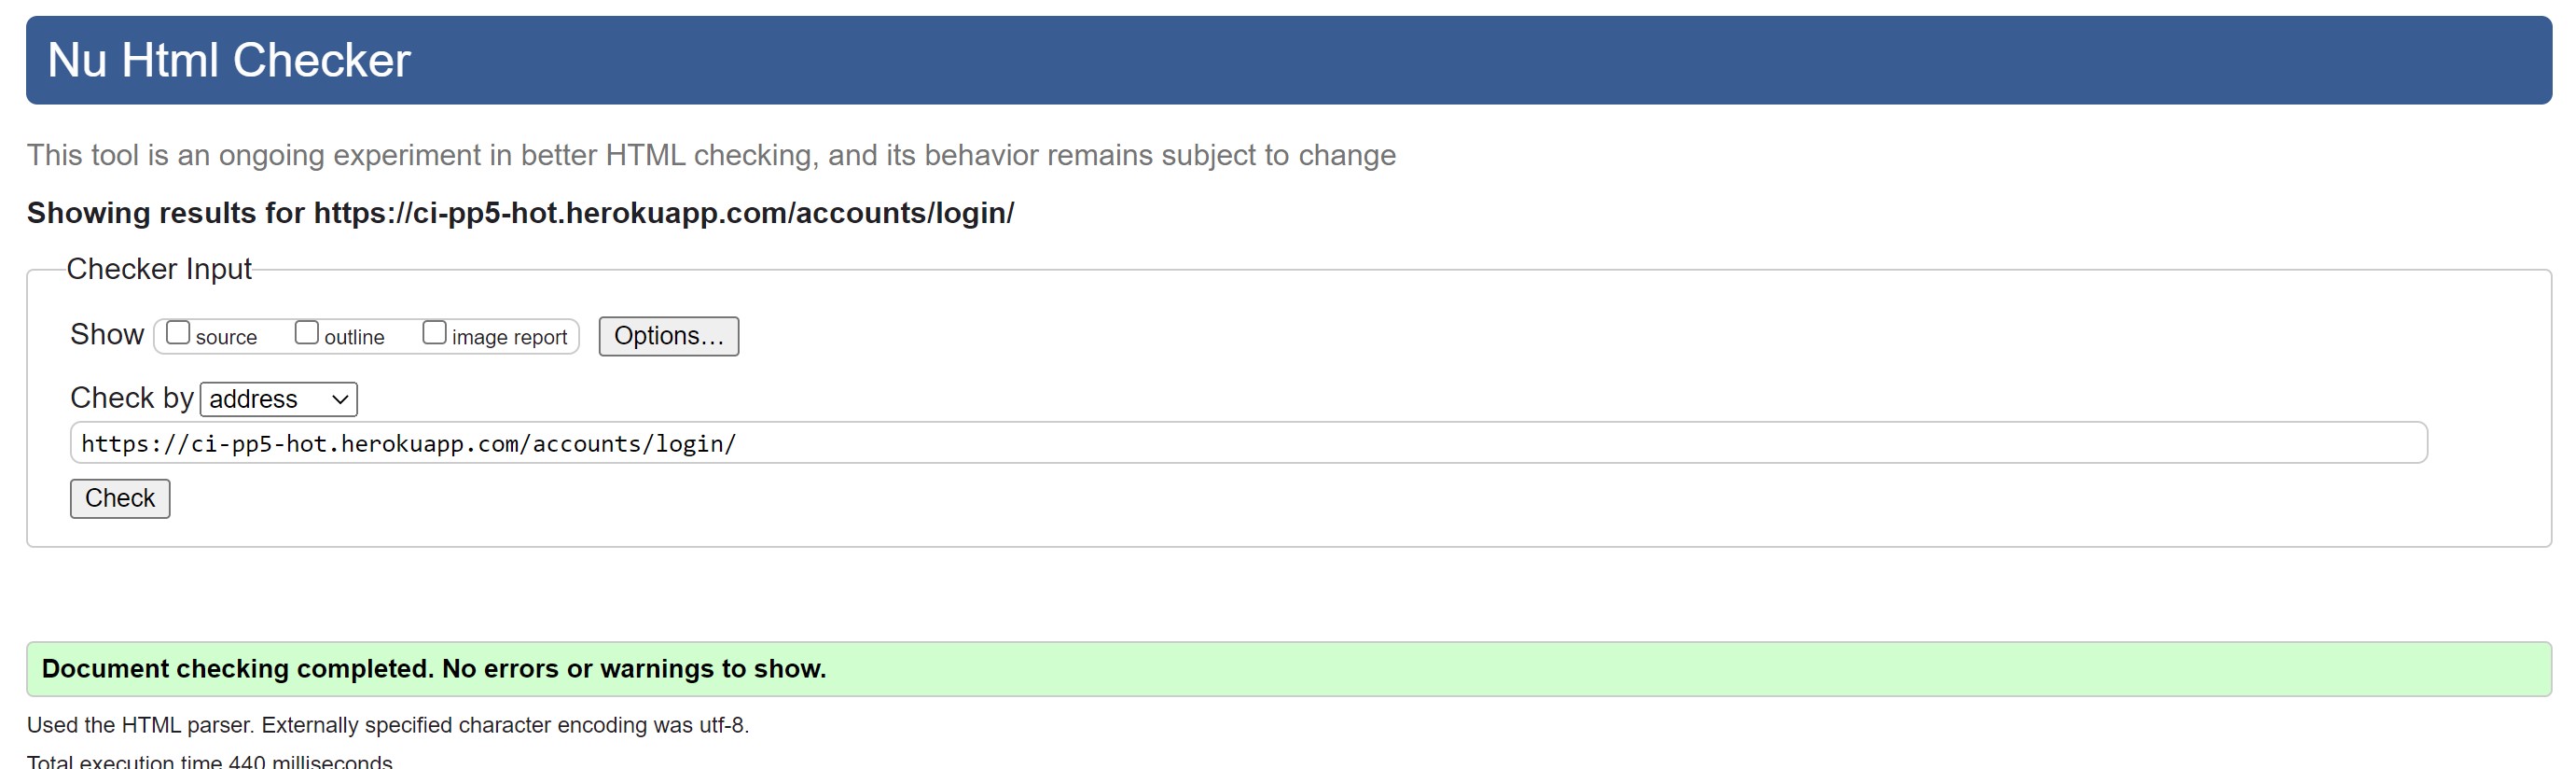 Nu Html Checker
This tool is an ongoing experiment in better HTML checking, and its behavior remains subject to change
Showing results for https://ci-pp5-hot.herokuapp.com/accounts/login/
Checker Input
Show source outline image report Options...
Check by address
https://ci-pp5-hot.herokuapp.com/accounts/login/
Check
Document checking completed. No errors or warnings to show.
Used the HTML parser. Externally specified character encoding was utf-8.
Total execution time 440 milliseconds